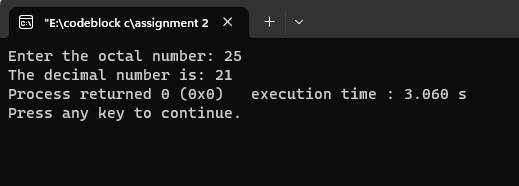 "E:\codeblock c\assignment 2
Enter the octal number: 25
The decimal number is: 21
Process returned 0 (0x0)   execution time : 3.060 s
Press any key to continue.